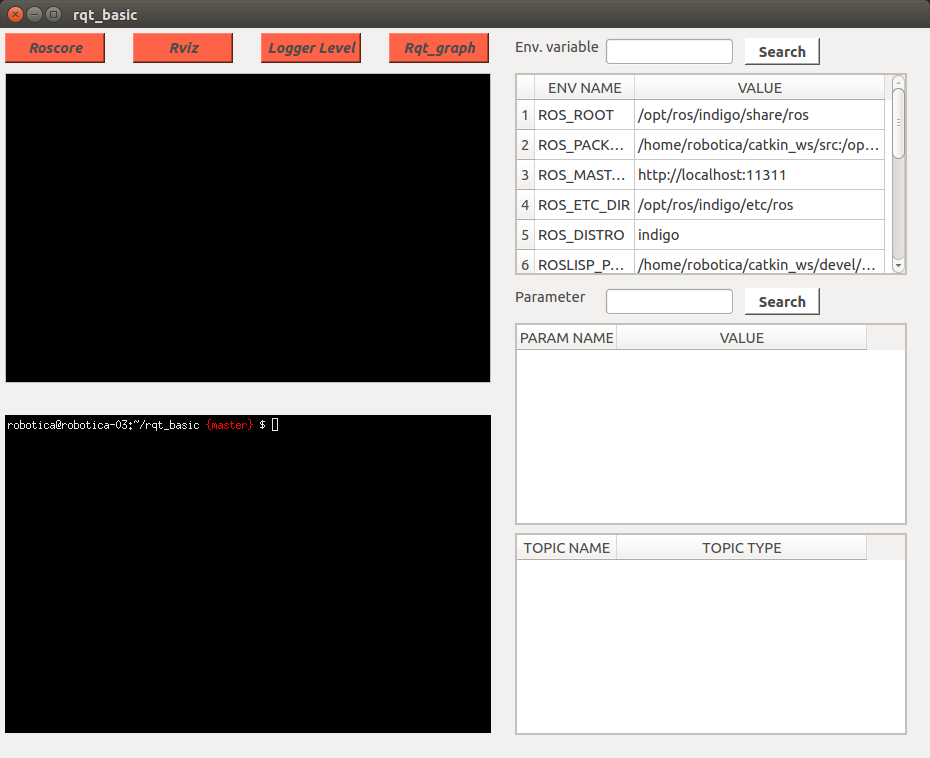 rqt_basic
Roscore Rviz Logger Level Rqt_graph
Env. variable Search
ENV NAME VALUE
1 ROS_ROOT /opt/ros/indigo/share/ros
2 ROS_PACK... /home/robotica/catkin_ws/src:/op...
3 ROS_MAST... http://localhost:11311
4 ROS_ETC_DIR /opt/ros/indigo/etc/ros
5 ROS_DISTRO indigo
6 ROSLISP_P... /home/robotica/catkin_ws/devel/...
Parameter Search
PARAM NAME VALUE
robotica@robotica-03:~/rqt_basic {master} $
TOPIC NAME TOPIC TYPE